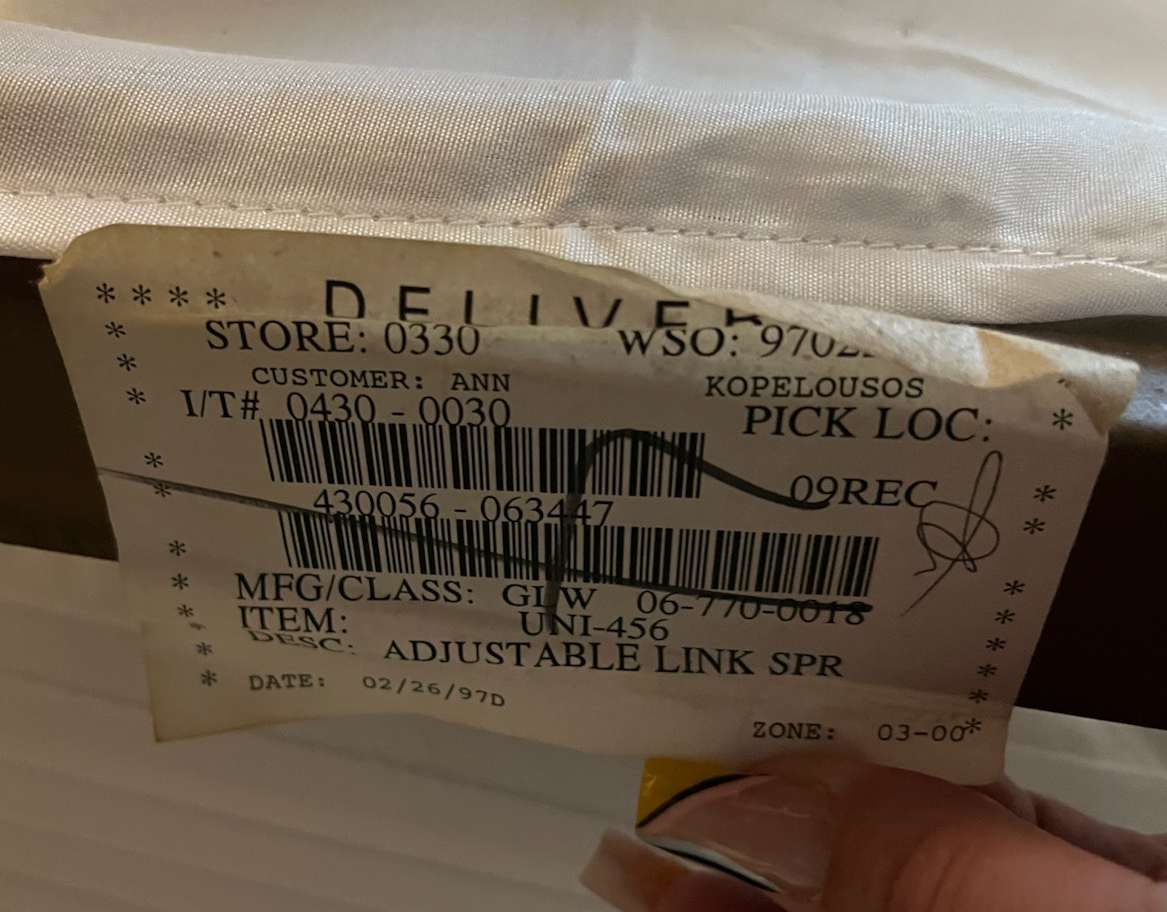 * * * * DELIVER
STORE: 0330 WSO: 9702
* CUSTOMER: ANN KOPELOUSOS
* I/T# 0430 - 0030 PICK LOC: *
* 09REC *
* 430056 - 063447 *
* MFG/CLASS: GLW 06-770-0018 *
* ITEM: UNI-456 *
* DESC: ADJUSTABLE LINK SPR *
* DATE: 02/26/97D *
ZONE: 03-00*